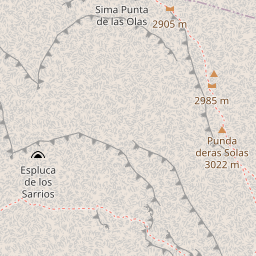 Sima Punta
de las Olas
2905 m
2985 m
Punda
deras Solas
3022 m
Espluca
de los
Sarrios